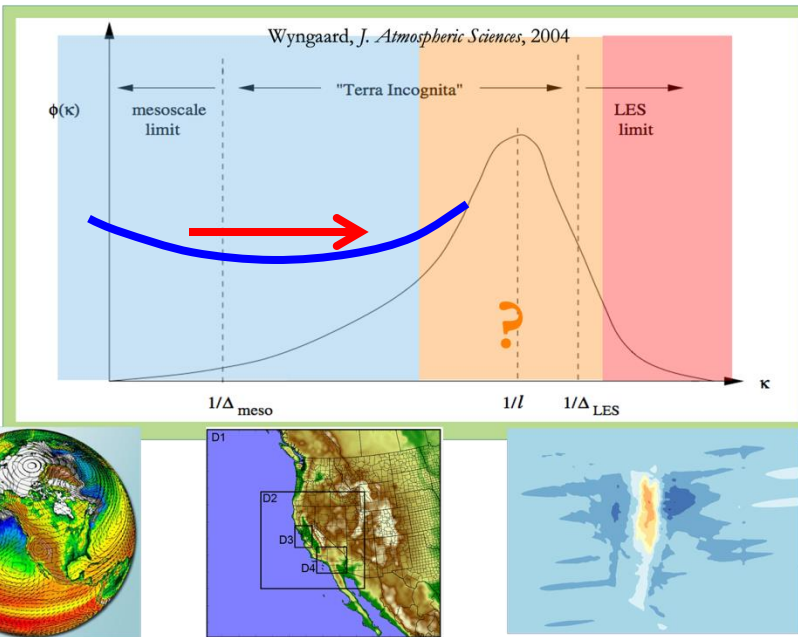 Wyngaard, J. Atmospheric Sciences, 2004
mesoscale
limit
"Terra Incognita"
LES
limit
ϕ(κ)
?
κ
1/Δ meso
1/l
1/Δ LES
D1
D2
D3
D4